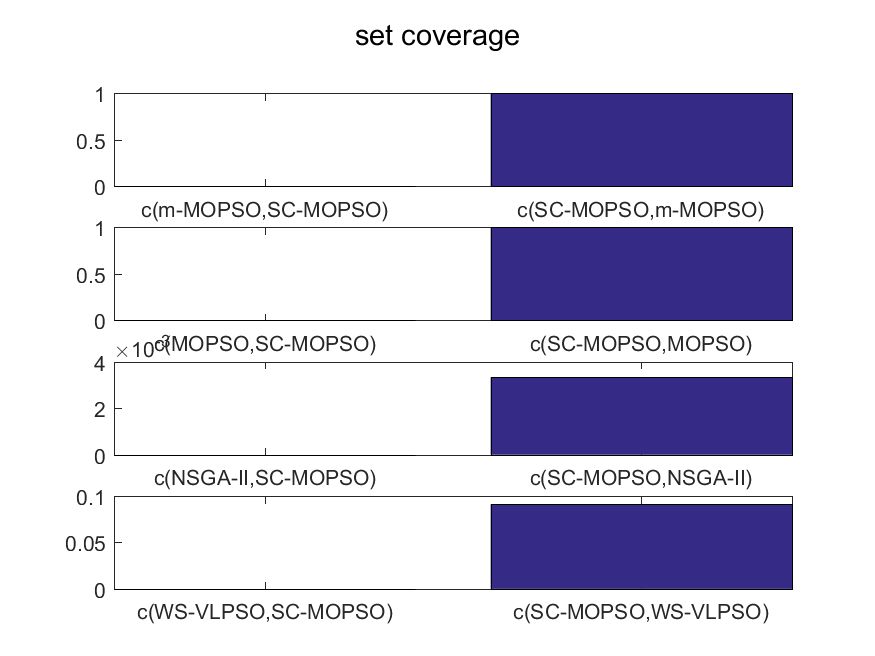 set coverage
1
0.5
0
c(m-MOPSO,SC-MOPSO) c(SC-MOPSO,m-MOPSO)
1
0.5
0
c(MOPSO,SC-MOPSO) c(SC-MOPSO,MOPSO)
×10-3
4
2
0
c(NSGA-II,SC-MOPSO) c(SC-MOPSO,NSGA-II)
0.1
0.05
0
c(WS-VLPSO,SC-MOPSO) c(SC-MOPSO,WS-VLPSO)